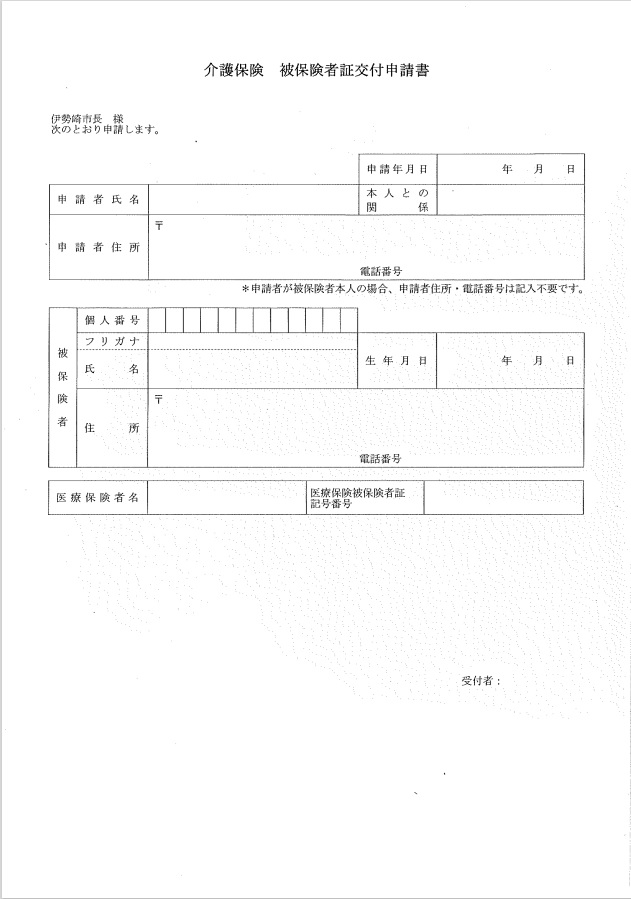 介護保険　被保険者証交付申請書
伊勢崎市長　様
次のとおり申請します。
申請年月日　年　月　日
申請者氏名　本人との関係
申請者住所　〒
電話番号
＊申請者が被保険者本人の場合、申請者住所・電話番号は記入不要です。
被保険者
個人番号
フリガナ
氏名　生年月日　年　月　日
住所　〒
電話番号
医療保険者名　医療保険被保険者証
記号番号
受付者：